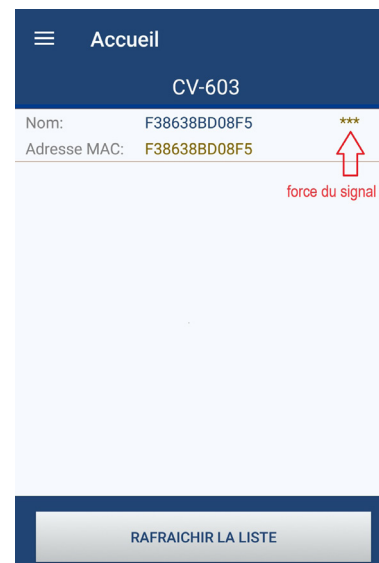 Accueil
CV-603
Nom: F38638BD08F5 ***
Adresse MAC: F38638BD08F5
force du signal
RAFRAICHIR LA LISTE